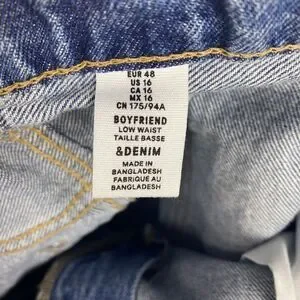 EUR 48
US 16
CA 16
MX 16
CN 175/94A
BOYFRIEND
LOW WAIST
TAILLE BASSE
&DENIM
MADE IN
BANGLADESH
FABRIQUÉ AU
BANGLADESH